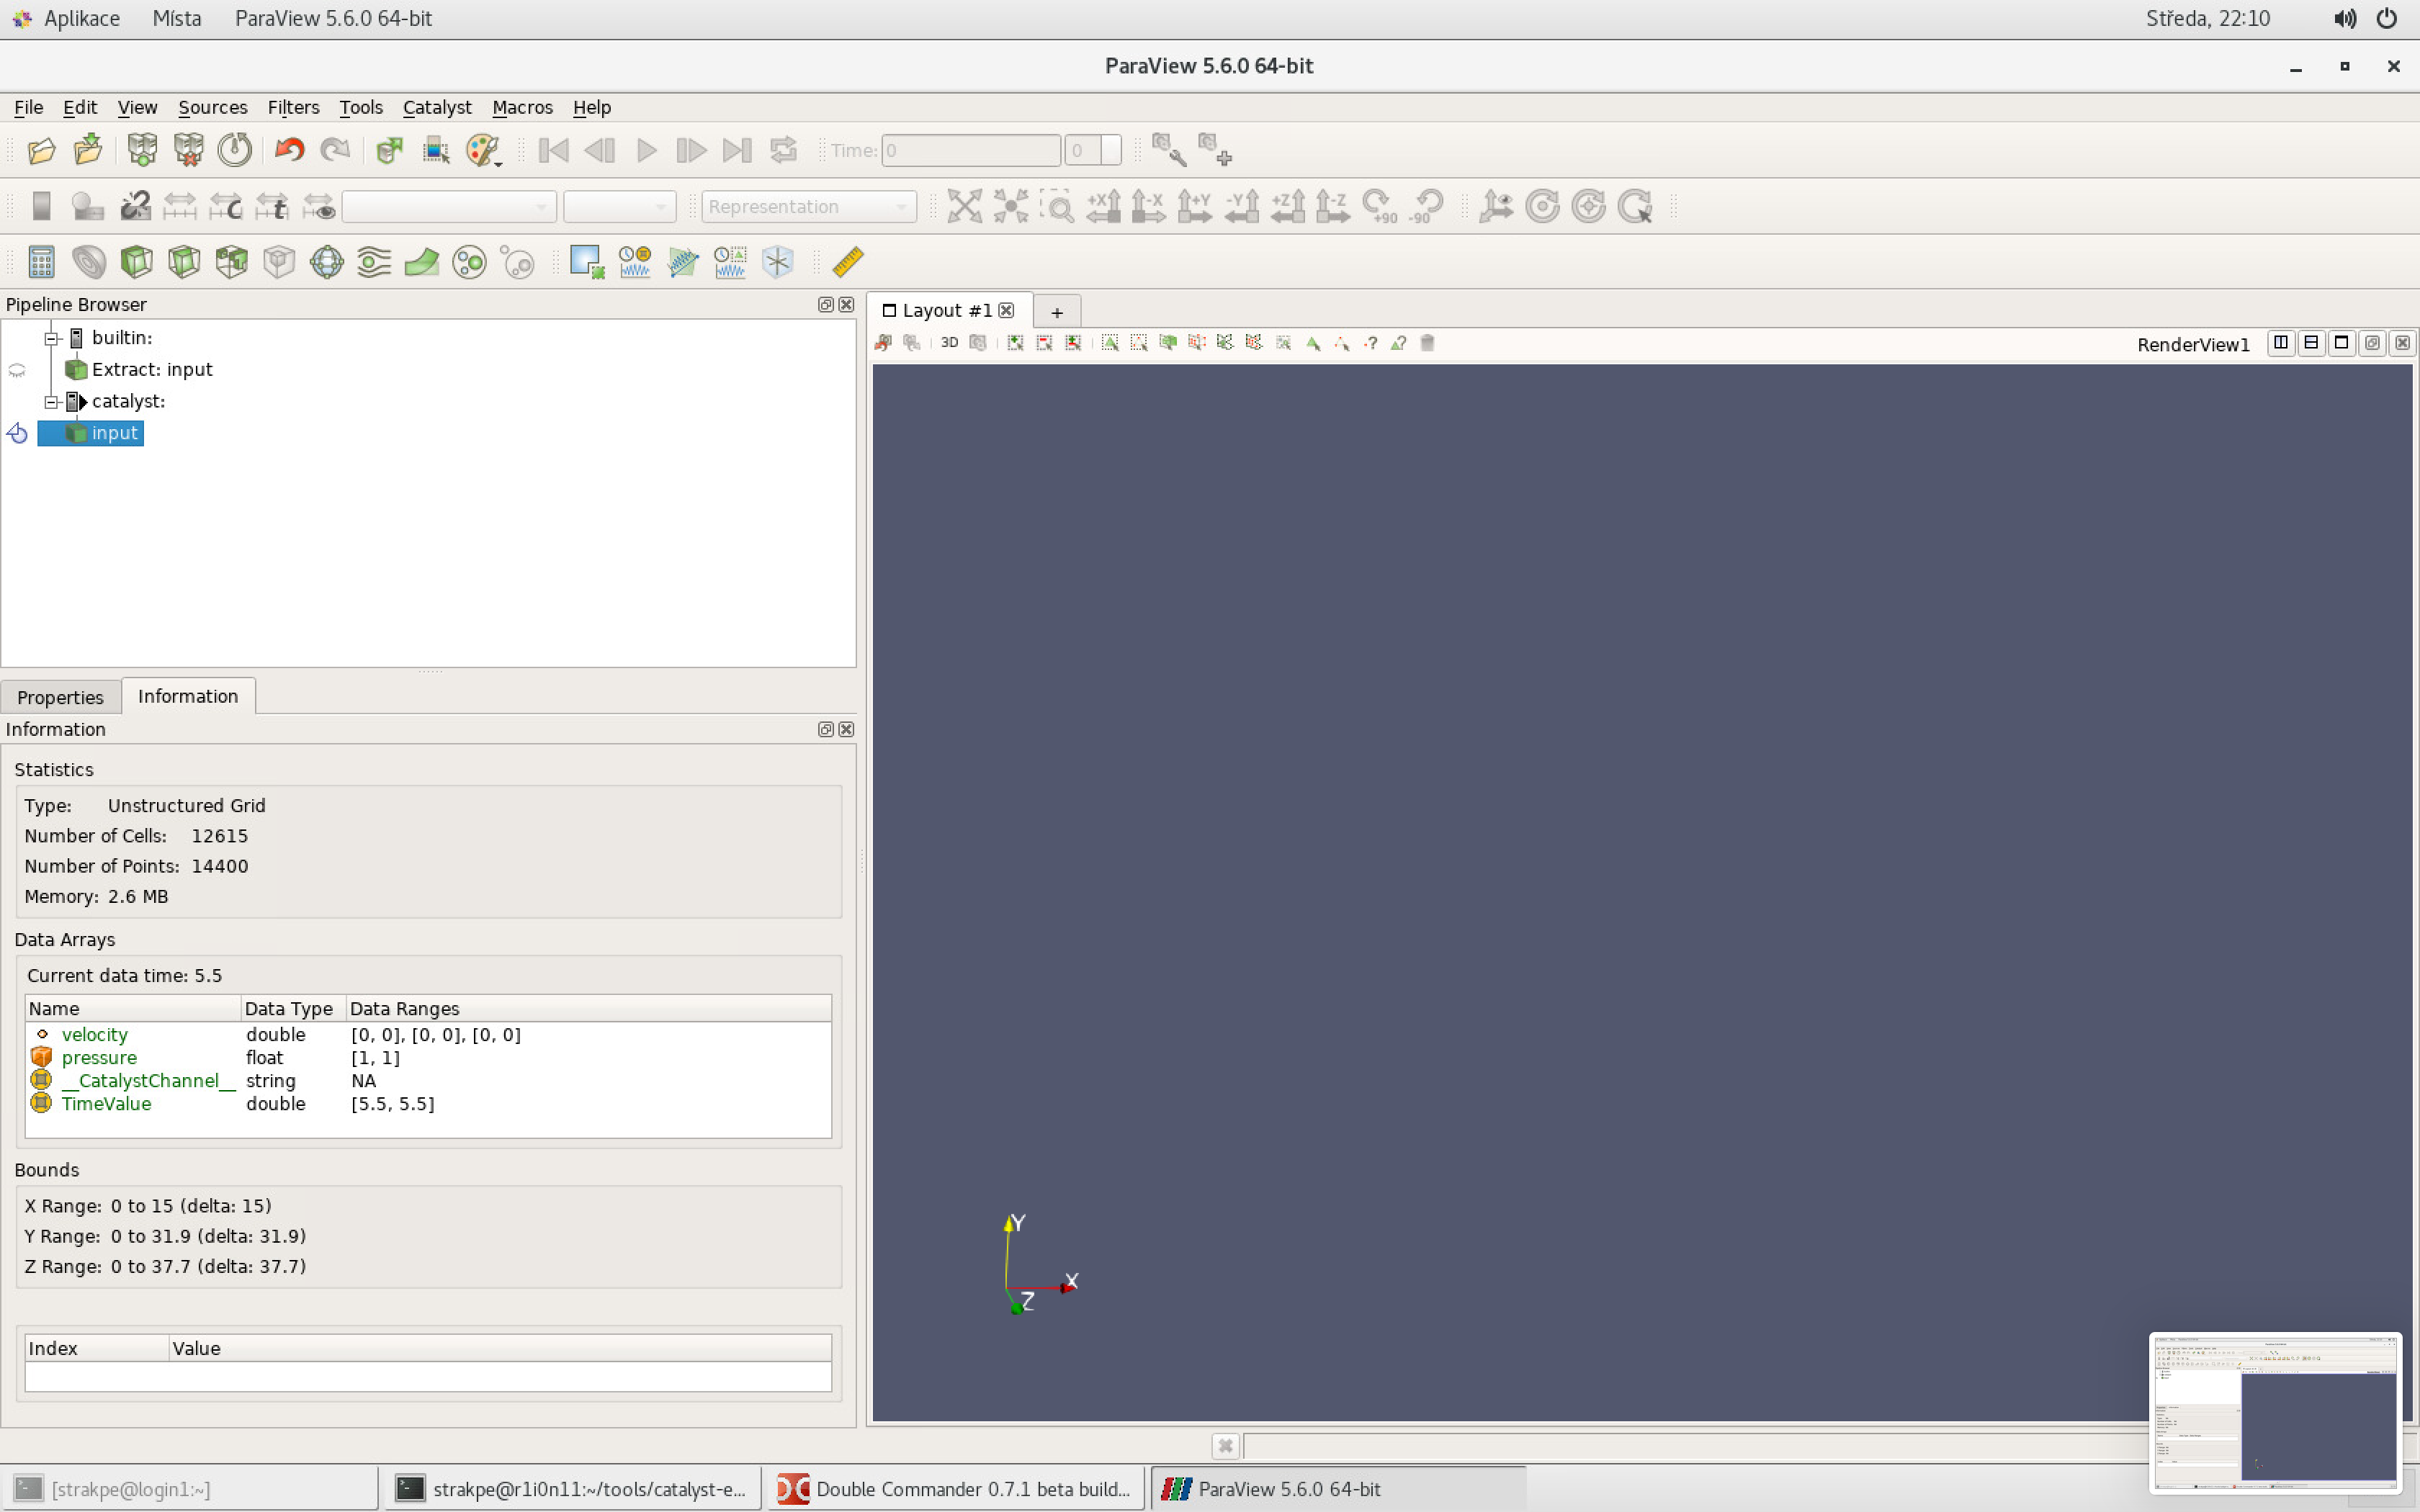 Aplikace Místa ParaView 5.6.0 64-bit Středa, 22:10
ParaView 5.6.0 64-bit
File Edit View Sources Filters Tools Catalyst Macros Help
Time: 0 0
Representation
+X -X +Y -Y +Z -Z +90 -90
Pipeline Browser
builtin:
Extract: input
catalyst:
input
Layout #1 +
3D RenderView1
Properties Information
Information
Statistics
Type: Unstructured Grid
Number of Cells: 12615
Number of Points: 14400
Memory: 2.6 MB
Data Arrays
Current data time: 5.5
Name Data Type Data Ranges
velocity double [0, 0], [0, 0], [0, 0]
pressure float [1, 1]
__CatalystChannel__ string NA
TimeValue double [5.5, 5.5]
Bounds
X Range: 0 to 15 (delta: 15)
Y Range: 0 to 31.9 (delta: 31.9)
Z Range: 0 to 37.7 (delta: 37.7)
Index Value
Y
X
Z
[strakpe@login1:~] strakpe@r1i0n11:~/tools/catalyst-e... Double Commander 0.7.1 beta build... ParaView 5.6.0 64-bit